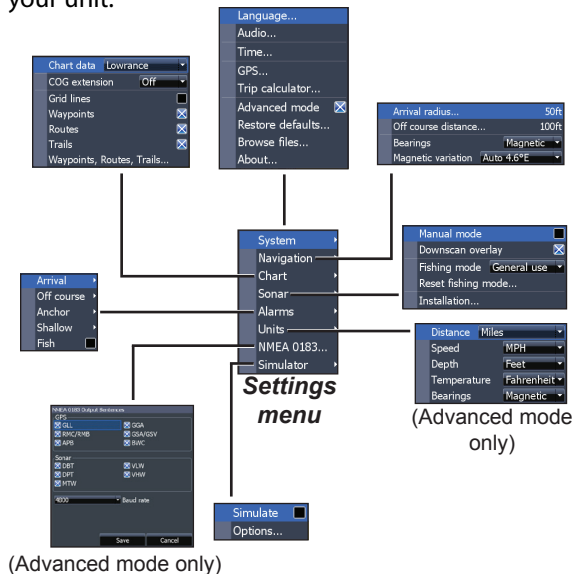 your unit.
Language...
Audio...
Time...
GPS...
Trip calculator...
Advanced mode
Restore defaults...
Browse files...
About...
Chart data Lowrance
COG extension Off
Grid lines
Waypoints
Routes
Trails
Waypoints, Routes, Trails...
Arrival radius... 50ft
Off course distance... 100ft
Bearings Magnetic
Magnetic variation Auto 4.6°E
System
Navigation
Chart
Sonar
Alarms
Units
NMEA 0183...
Simulator
Settings
menu
Manual mode
Downscan overlay
Fishing mode General use
Reset fishing mode...
Installation...
Arrival
Off course
Anchor
Shallow
Fish
Distance Miles
Speed MPH
Depth Feet
Temperature Fahrenheit
Bearings Magnetic
(Advanced mode
only)
NMEA 0183 Output Sentences
GPS
GLL GGA
RMC/RMB GSA/GSV
APB BWC
Sonar
DBT VLW
DPT VHW
MTW
4800 Baud rate
Save Cancel
(Advanced mode only)
Simulate
Options...